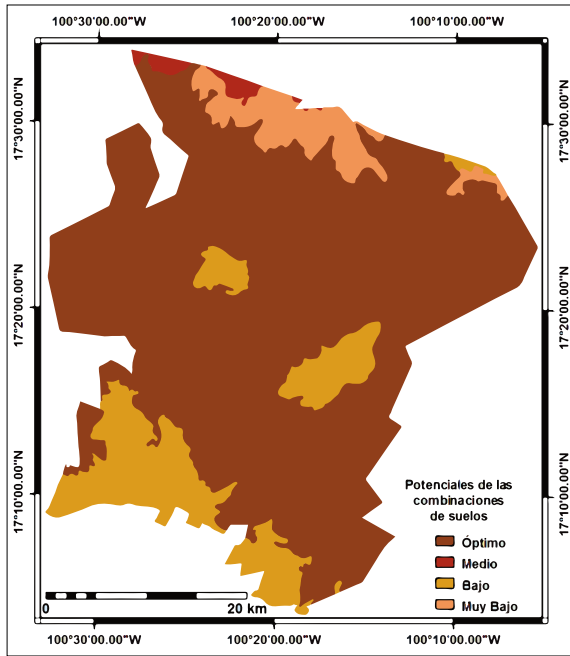 100°30'00.00"W 100°20'00.00"W 100°10'00.00"W
17°30'00.00"N
17°30'00.00"N
17°20'00.00"N
17°20'00.00"N
17°10'00.00"N
17°10'00.00"N
Potenciales de las
combinaciones
de suelos
Óptimo
Medio
Bajo
Muy Bajo
0 20 km
100°30'00.00"W 100°20'00.00"W 100°10'00.00"W